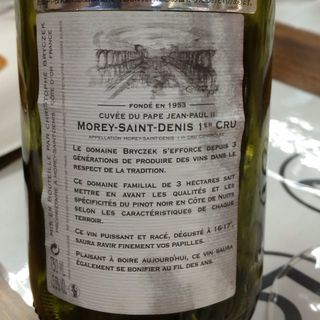 FONDÉ EN 1953
CUVÉE DU PAPE JEAN-PAUL II
MOREY-SAINT-DENIS 1ER CRU
APPELLATION MOREY-SAINT-DENIS 1ER CRU
LE DOMAINE BRYCZEK S'EFFORCE DEPUIS 3
GÉNÉRATIONS DE PRODUIRE DES VINS DANS LE
RESPECT DE LA TRADITION.
CE DOMAINE FAMILIAL DE 3 HECTARES SAIT
METTRE EN AVANT LES QUALITÉS ET LES
SPÉCIFICITÉS DU PINOT NOIR EN CÔTE DE NUITS
SELON LES CARACTÉRISTIQUES DE CHAQUE
TERROIR.
CE VIN PUISSANT ET RACÉ, DÉGUSTÉ À 16-17°,
SAURA RAVIR FINEMENT VOS PAPILLES.
PLAISANT À BOIRE AUJOURD'HUI, CE VIN SAURA
ÉGALEMENT SE BONIFIER AU FIL DES ANS.
MIS EN BOUTEILLE PAR CHRISTOPHE BRYCZEK
CÔTE D'OR - FRANCE